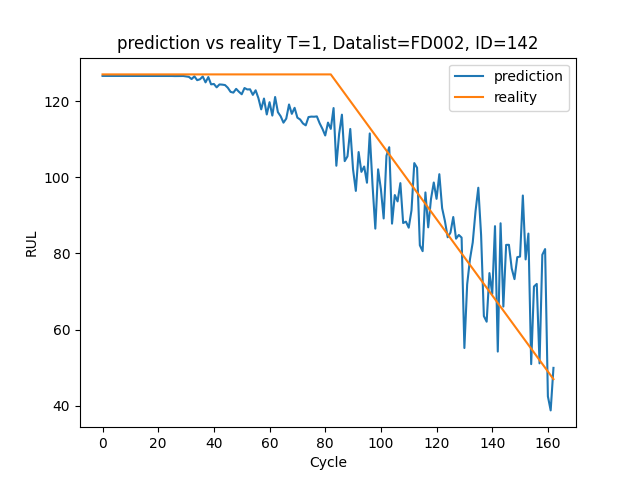 prediction vs reality T=1, Datalist=FD002, ID=142
prediction
reality
RUL
120
100
80
60
40
0 20 40 60 80 100 120 140 160
Cycle